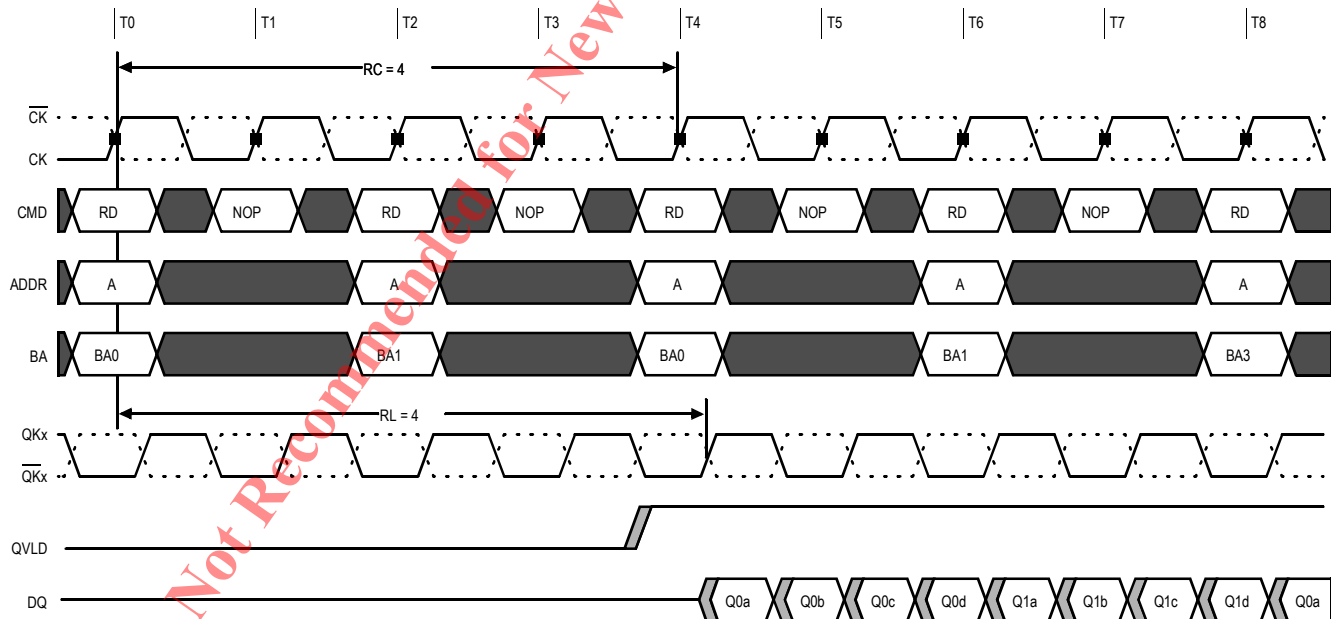 T0 T1 T2 T3 T4 T5 T6 T7 T8
RC = 4
CK
CK
CMD RD NOP RD NOP RD NOP RD NOP RD
ADDR A A A A A
BA BA0 BA1 BA0 BA1 BA3
RL = 4
QKx
QKx
QVLD
DQ Q0a Q0b Q0c Q0d Q1a Q1b Q1c Q1d Q0a
Not Recommended for New